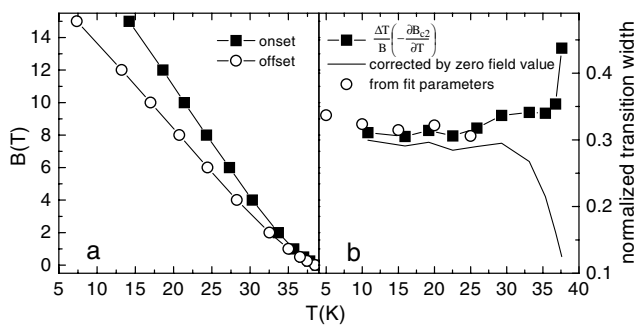 14
12
10
8
6
4
2
0
B(T)
onset
offset
a
5 10 15 20 25 30 35
ΔT/B (-∂B_c2/∂T)
corrected by zero field value
from fit parameters
b
0.4
0.3
0.2
0.1
normalized transition width
5 10 15 20 25 30 35 40
T(K)